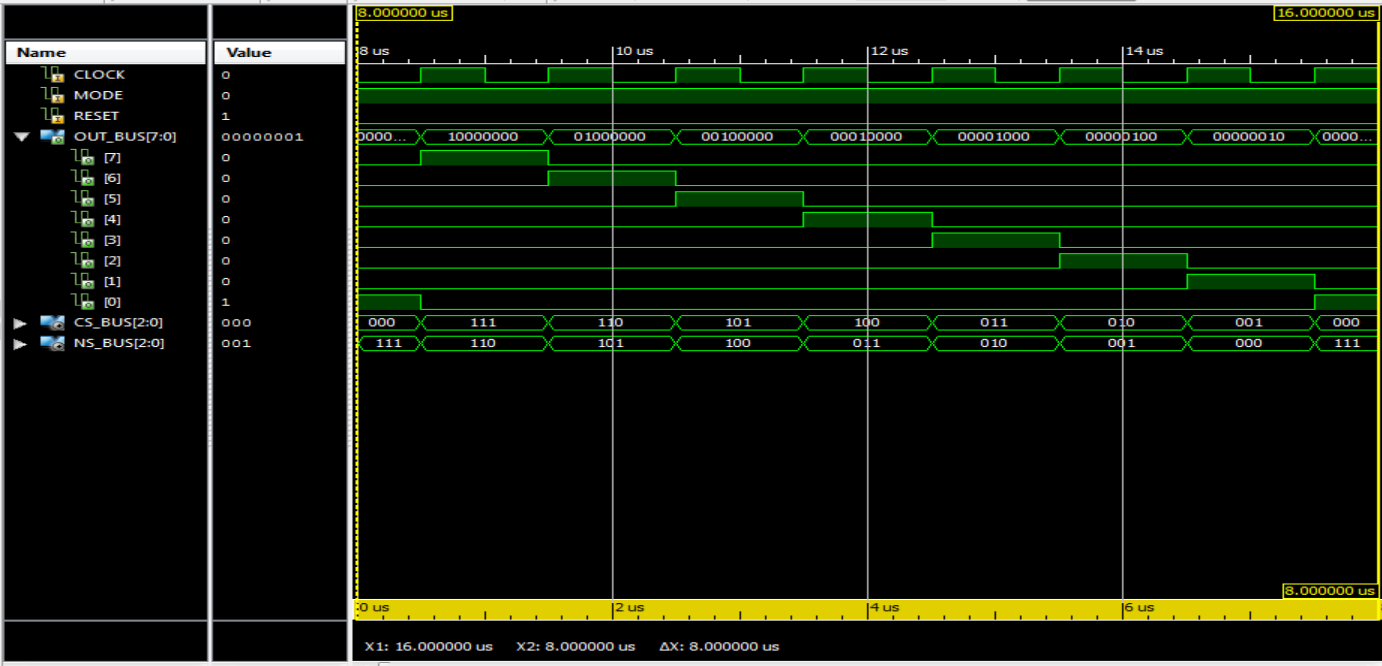 8.000000 us 16.000000 us
Name Value 8 us 10 us 12 us 14 us
CLOCK 0
MODE 0
RESET 1
OUT_BUS[7:0] 00000001 0000... 10000000 01000000 00100000 00010000 00001000 00000100 00000010 0000...
[7] 0
[6] 0
[5] 0
[4] 0
[3] 0
[2] 0
[1] 0
[0] 1
CS_BUS[2:0] 000 000 111 110 101 100 011 010 001 000
NS_BUS[2:0] 001 111 110 101 100 011 010 001 000 111
8.000000 us
0 us 2 us 4 us 6 us
X1: 16.000000 us X2: 8.000000 us ΔX: 8.000000 us